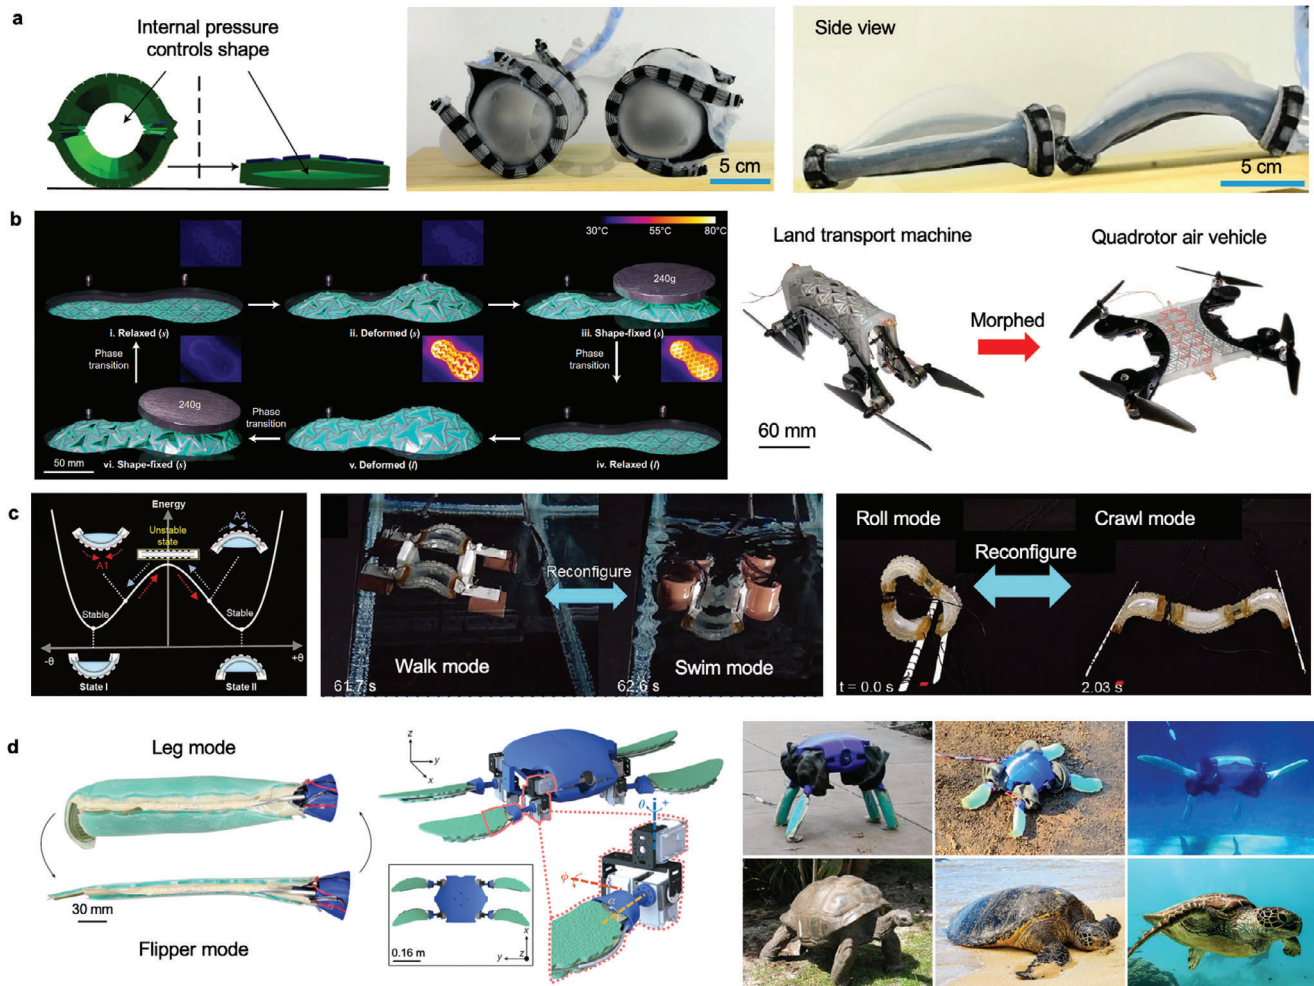 a
Internal pressure
controls shape
5 cm
Side view
5 cm
b
30°C
55°C
80°C
240g
i. Relaxed (s)
ii. Deformed (s)
iii. Shape-fixed (s)
Phase
transition
Phase
transition
240g
Phase
transition
50 mm
vi. Shape-fixed (s)
v. Deformed (l)
iv. Relaxed (l)
Land transport machine
Quadrotor air vehicle
Morphed
60 mm
c
Energy
Unstable
state
A1
A2
Stable
Stable
-θ
+θ
State I
State II
Reconfigure
Walk mode
Swim mode
61.7 s
62.6 s
Roll mode
Crawl mode
Reconfigure
t = 0.0 s
2.03 s
d
Leg mode
30 mm
Flipper mode
z
y
x
θ
+
φ
α
0.16 m
x
y
z